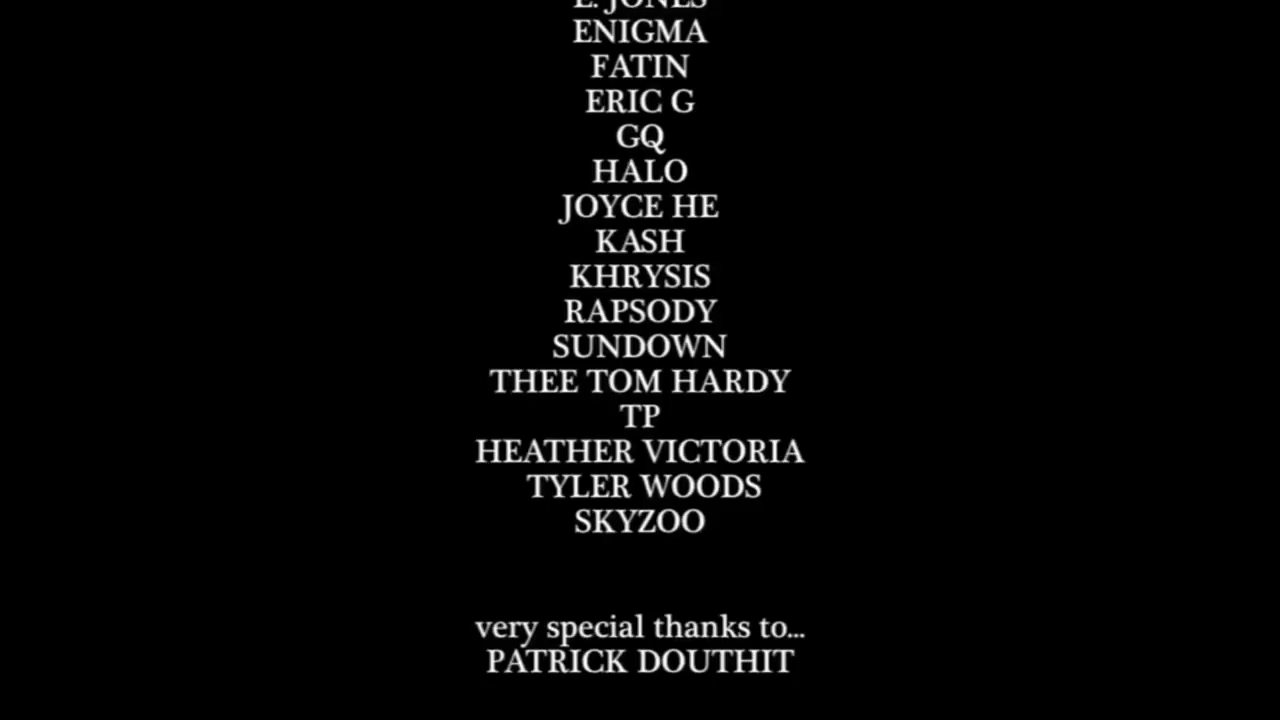 E. JONES
ENIGMA
FATIN
ERIC G
GQ
HALO
JOYCE HE
KASH
KHRYSIS
RAPSODY
SUNDOWN
THEE TOM HARDY
TP
HEATHER VICTORIA
TYLER WOODS
SKYZOO
very special thanks to...
PATRICK DOUTHIT